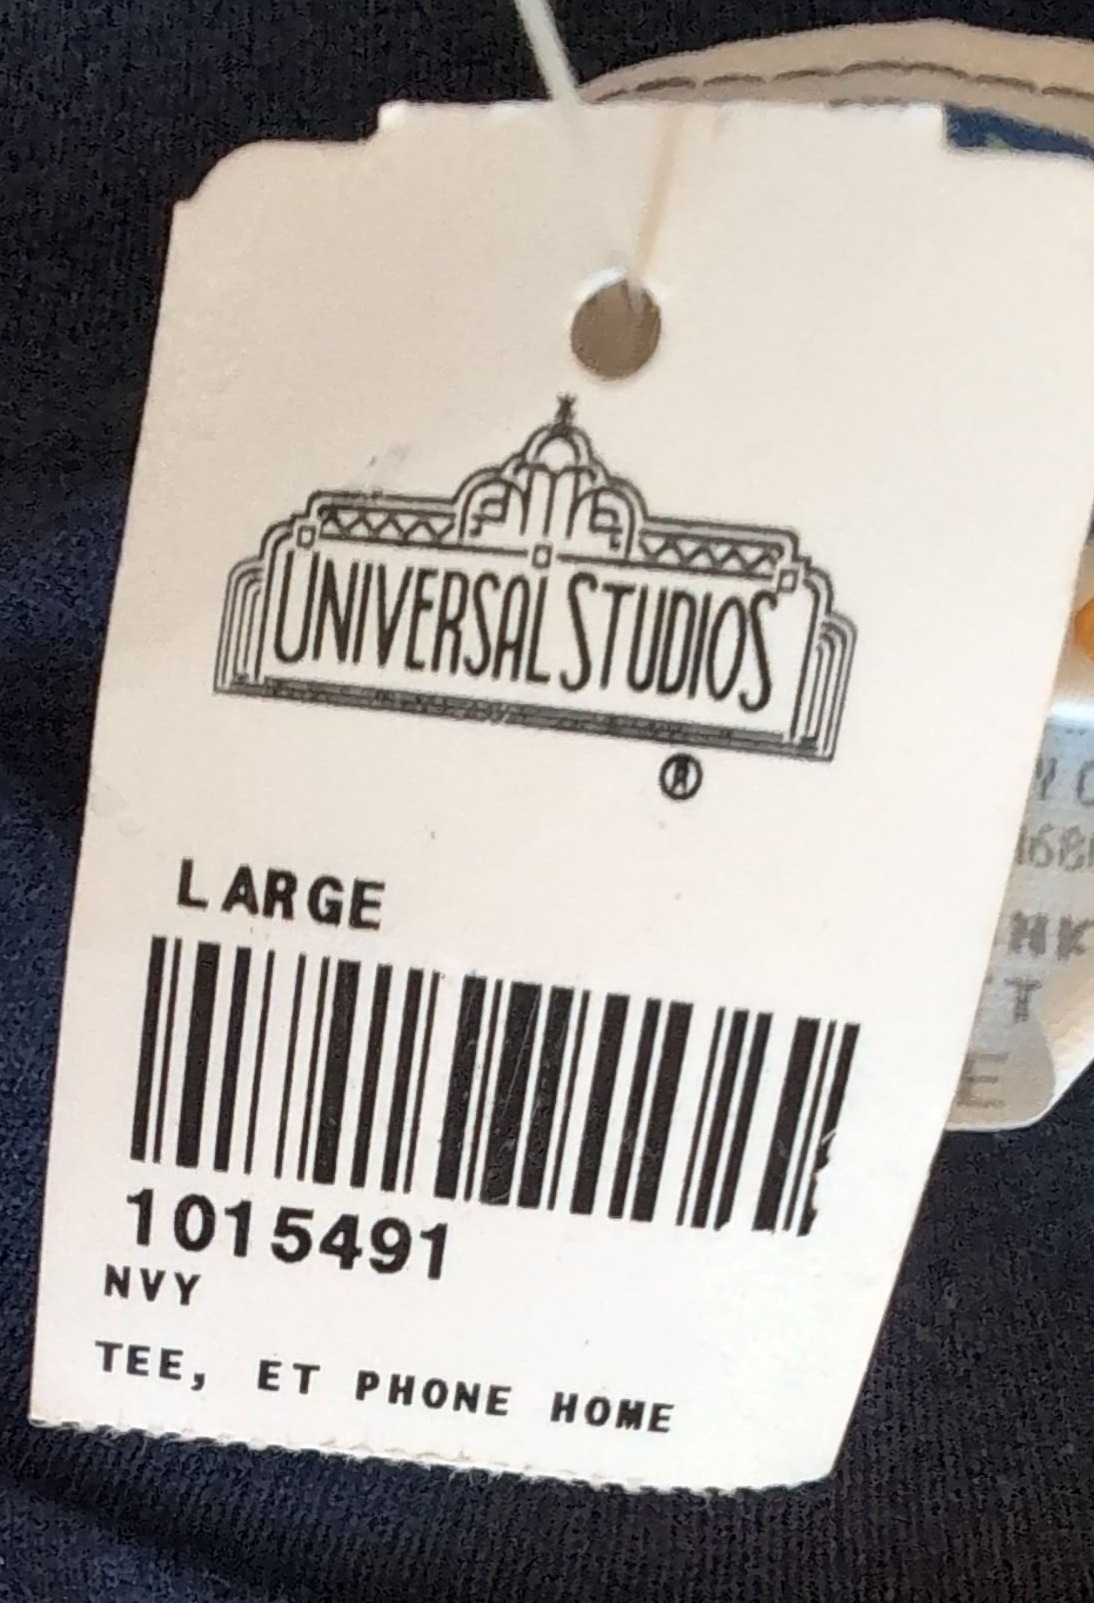 UNIVERSAL STUDIOS
®
LARGE
1015491
NVY
TEE, ET PHONE HOME